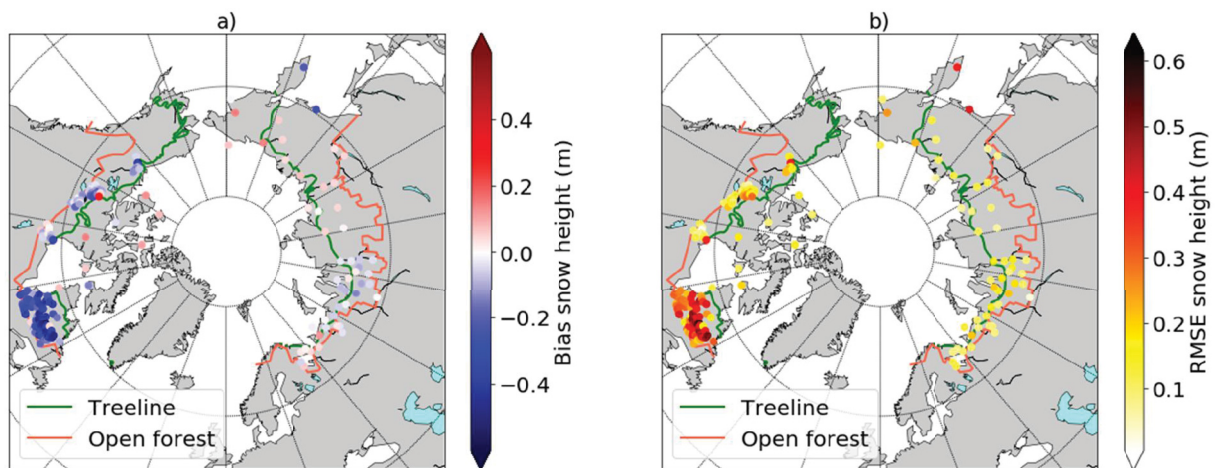 a)
0.4
0.2
0.0
−0.2
−0.4
Bias snow height (m)
Treeline
Open forest
b)
0.6
0.5
0.4
0.3
0.2
0.1
RMSE snow height (m)
Treeline
Open forest